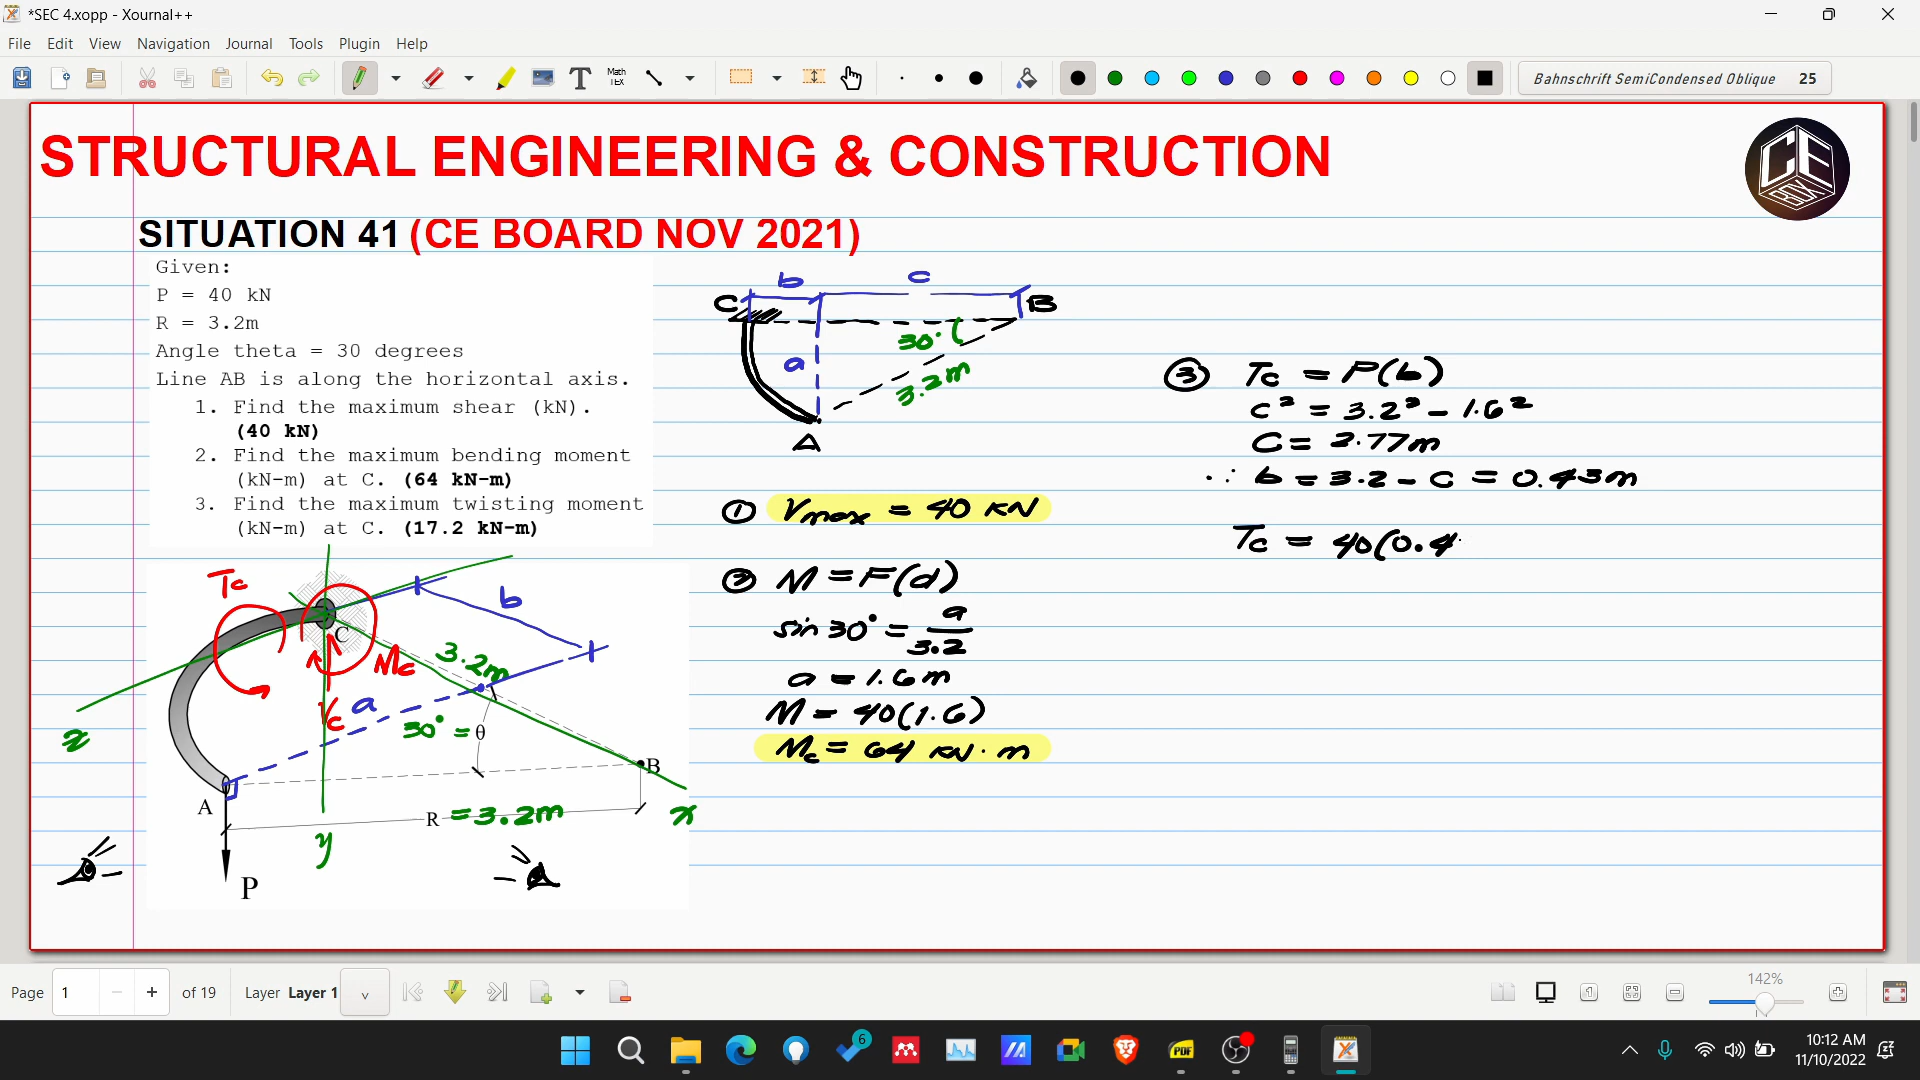 *SEC 4.xopp - Xournal++
File Edit View Navigation Journal Tools Plugin Help
Math TEX
Bahnschrift SemiCondensed Oblique 25
STRUCTURAL ENGINEERING & CONSTRUCTION
CE
SITUATION 41 (CE BOARD NOV 2021)
Given:
P = 40 kN
R = 3.2m
Angle theta = 30 degrees
Line AB is along the horizontal axis.
1. Find the maximum shear (kN).
(40 kN)
2. Find the maximum bending moment
(kN-m) at C. (64 kN-m)
3. Find the maximum twisting moment
(kN-m) at C. (17.2 kN-m)
Tc
C
b
3.2m
Mc
Vc
a
30° = θ
z
B
A
R = 3.2m
x
y
P
b c
C B
30°
a
3.2m
A
① Vmax = 40 KN
② M = F(d)
sin 30° = a
3.2
a = 1.6m
M = 40(1.6)
Mc = 64 KN·m
③ Tc = P(b)
c² = 3.2² - 1.6²
C = 2.77m
∴ b = 3.2 - C = 0.43m
Tc = 40(0.4
Page 1 of 19 Layer Layer 1
142%
6
PDF
10:12 AM
11/10/2022